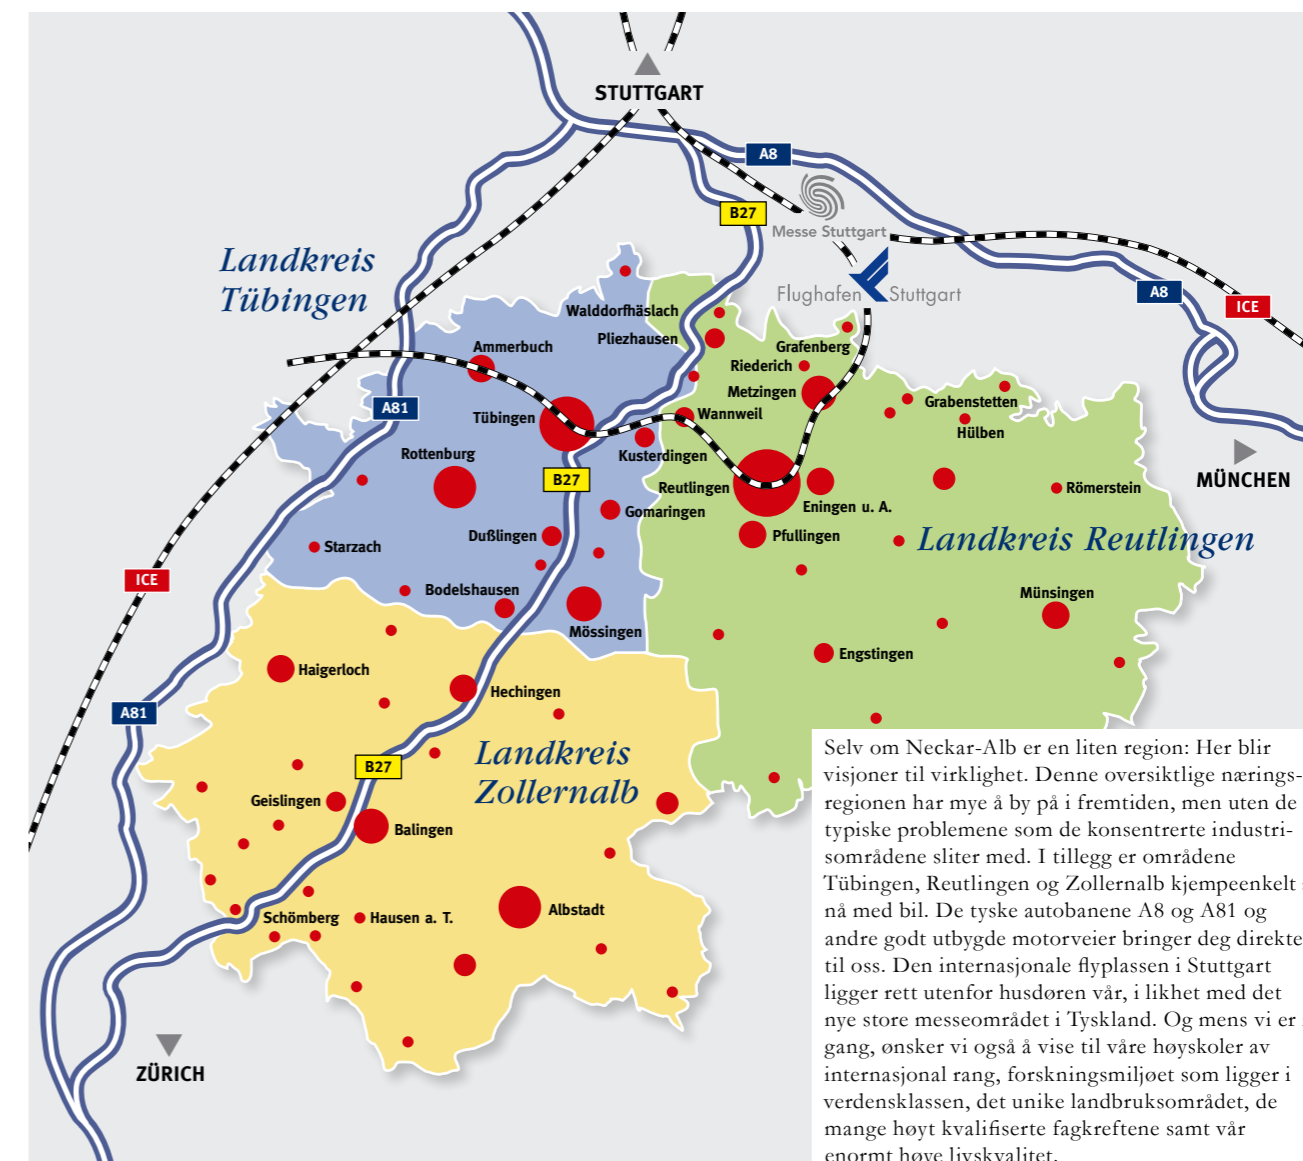 STUTTGART
A8
B27
Messe Stuttgart
Landkreis
Tübingen
Flughafen Stuttgart
A8
ICE
Walddorfhäslach
Pliezhausen
Grafenberg
Ammerbuch
Riederich
Metzingen
Grabenstetten
A81
Tübingen
Wannweil
Hülben
Rottenburg
Kusterdingen
MÜNCHEN
B27
Reutlingen
Römerstein
Eningen u. A.
Gomaringen
Dußlingen
Pfullingen
Landkreis Reutlingen
Starzach
ICE
Bodelshausen
Münsingen
Mössingen
Engstingen
Haigerloch
Hechingen
A81
Landkreis
Zollernalb
B27
Geislingen
Balingen
Albstadt
Schömberg
Hausen a. T.
ZÜRICH
Selv om Neckar-Alb er en liten region: Her blir
visjoner til virklighet. Denne oversiktlige nærings-
regionen har mye å by på i fremtiden, men uten de
typiske problemene som de konsentrerte industri-
sområdene sliter med. I tillegg er områdene
Tübingen, Reutlingen og Zollernalb kjempeenkelt
nå med bil. De tyske autobanene A8 og A81 og
andre godt utbygde motorveier bringer deg direkte
til oss. Den internasjonale flyplassen i Stuttgart
ligger rett utenfor husdøren vår, i likhet med det
nye store messeområdet i Tyskland. Og mens vi er
gang, ønsker vi også å vise til våre høyskoler av
internasjonal rang, forskningsmiljøet som ligger i
verdensklassen, det unike landbruksområdet, de
mange høyt kvalifiserte fagkreftene samt vår
enormt høye livskvalitet.